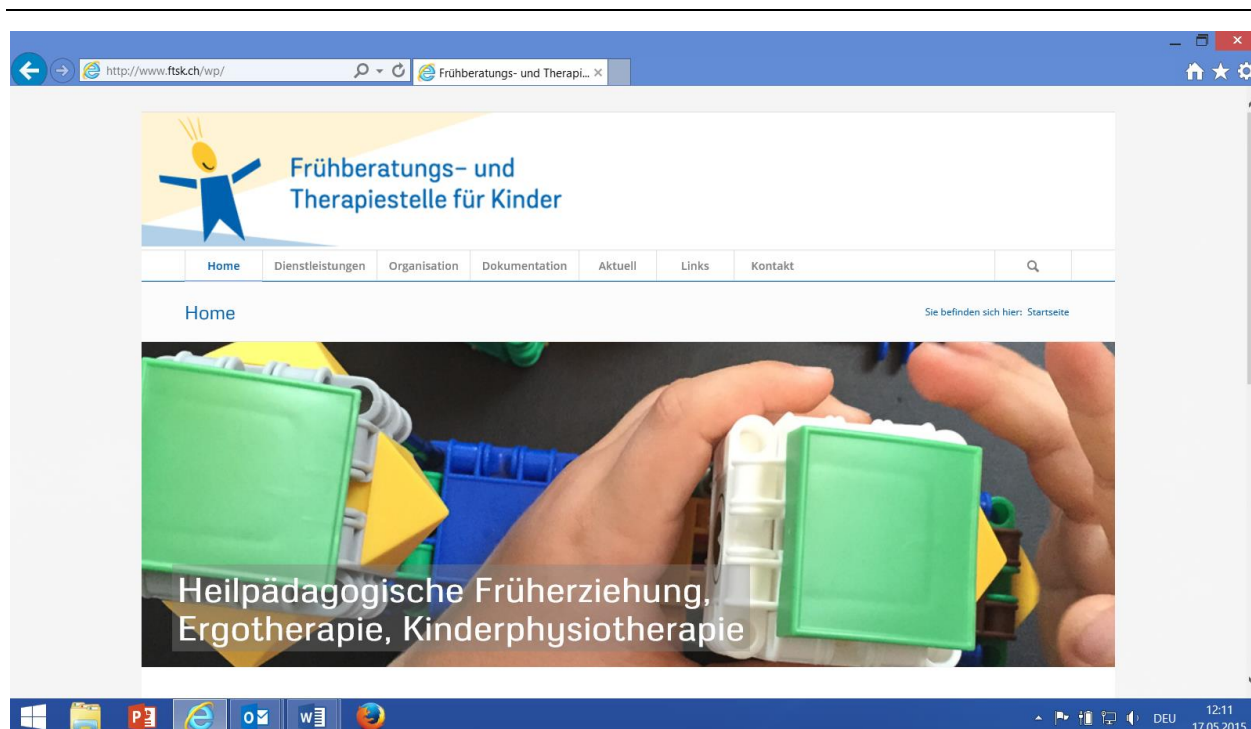 http://www.ftsk.ch/wp/
Frühberatungs- und Therapi...
Frühberatungs- und
Therapiestelle für Kinder
Home Dienstleistungen Organisation Dokumentation Aktuell Links Kontakt
Home
Sie befinden sich hier: Startseite
Heilpädagogische Früherziehung,
Ergotherapie, Kinderphysiotherapie
DEU
12:11
17.05.2015